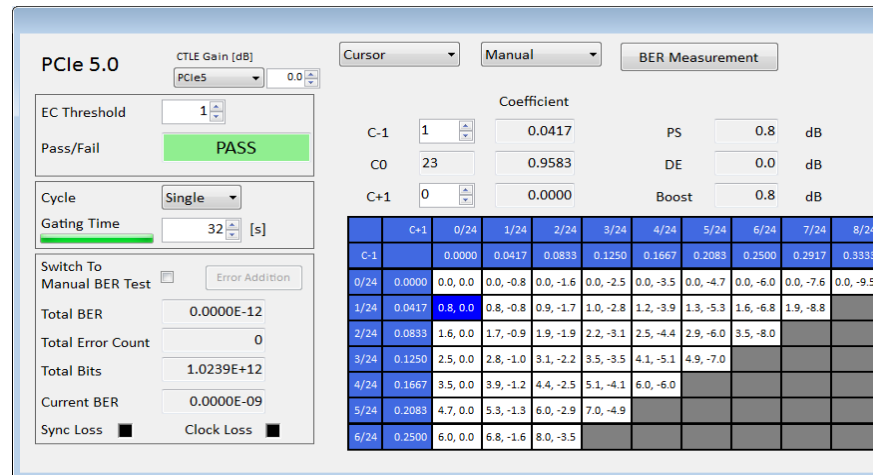 PCIe 5.0
CTLE Gain [dB]
PCIe5 0.0
EC Threshold 1
Pass/Fail PASS
Cycle Single
Gating Time 32 [s]
Switch To
Manual BER Test Error Addition
Total BER 0.0000E-12
Total Error Count 0
Total Bits 1.0239E+12
Current BER 0.0000E-09
Sync Loss Clock Loss
Cursor Manual BER Measurement
Coefficient
C-1 1 0.0417 PS 0.8 dB
C0 23 0.9583 DE 0.0 dB
C+1 0 0.0000 Boost 0.8 dB
C+1 0/24 1/24 2/24 3/24 4/24 5/24 6/24 7/24 8/24
C-1 0.0000 0.0417 0.0833 0.1250 0.1667 0.2083 0.2500 0.2917 0.3333
0/24 0.0000 0.0, 0.0 0.0, -0.8 0.0, -1.6 0.0, -2.5 0.0, -3.5 0.0, -4.7 0.0, -6.0 0.0, -7.6 0.0, -9.5
1/24 0.0417 0.8, 0.0 0.8, -0.8 0.9, -1.7 1.0, -2.8 1.2, -3.9 1.3, -5.3 1.6, -6.8 1.9, -8.8
2/24 0.0833 1.6, 0.0 1.7, -0.9 1.9, -1.9 2.2, -3.1 2.5, -4.4 2.9, -6.0 3.5, -8.0
3/24 0.1250 2.5, 0.0 2.8, -1.0 3.1, -2.2 3.5, -3.5 4.1, -5.1 4.9, -7.0
4/24 0.1667 3.5, 0.0 3.9, -1.2 4.4, -2.5 5.1, -4.1 6.0, -6.0
5/24 0.2083 4.7, 0.0 5.3, -1.3 6.0, -2.9 7.0, -4.9
6/24 0.2500 6.0, 0.0 6.8, -1.6 8.0, -3.5